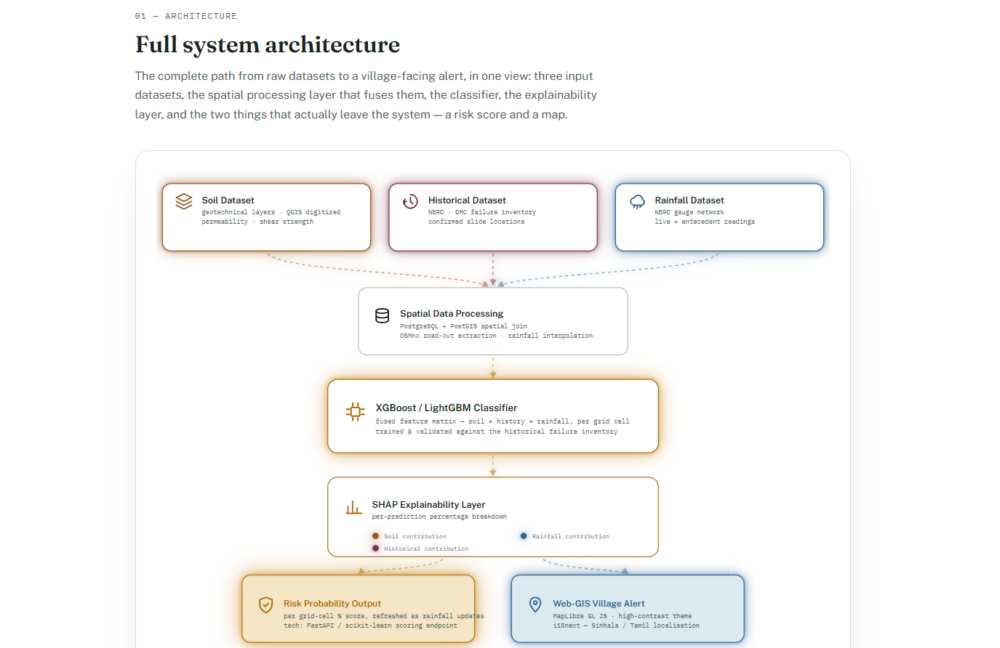 01 — ARCHITECTURE
Full system architecture
The complete path from raw datasets to a village-facing alert, in one view: three input
datasets, the spatial processing layer that fuses them, the classifier, the explainability
layer, and the two things that actually leave the system — a risk score and a map.
Soil Dataset
geotechnical layers · QGIS digitized
permeability · shear strength
Historical Dataset
NBRO · DMC failure inventory
confirmed slide locations
Rainfall Dataset
NBRO gauge network
live + antecedent readings
Spatial Data Processing
PostgreSQL + PostGIS spatial join
OSMnx road-cut extraction · rainfall interpolation
XGBoost / LightGBM Classifier
fused feature matrix — soil + history + rainfall, per grid cell
trained & validated against the historical failure inventory
SHAP Explainability Layer
per-prediction percentage breakdown
Soil contribution
Rainfall contribution
Historical contribution
Risk Probability Output
per grid-cell % score, refreshed as rainfall updates
tech: FastAPI / scikit-learn scoring endpoint
Web-GIS Village Alert
MapLibre GL JS · high-contrast theme
i18next — Sinhala / Tamil localisation